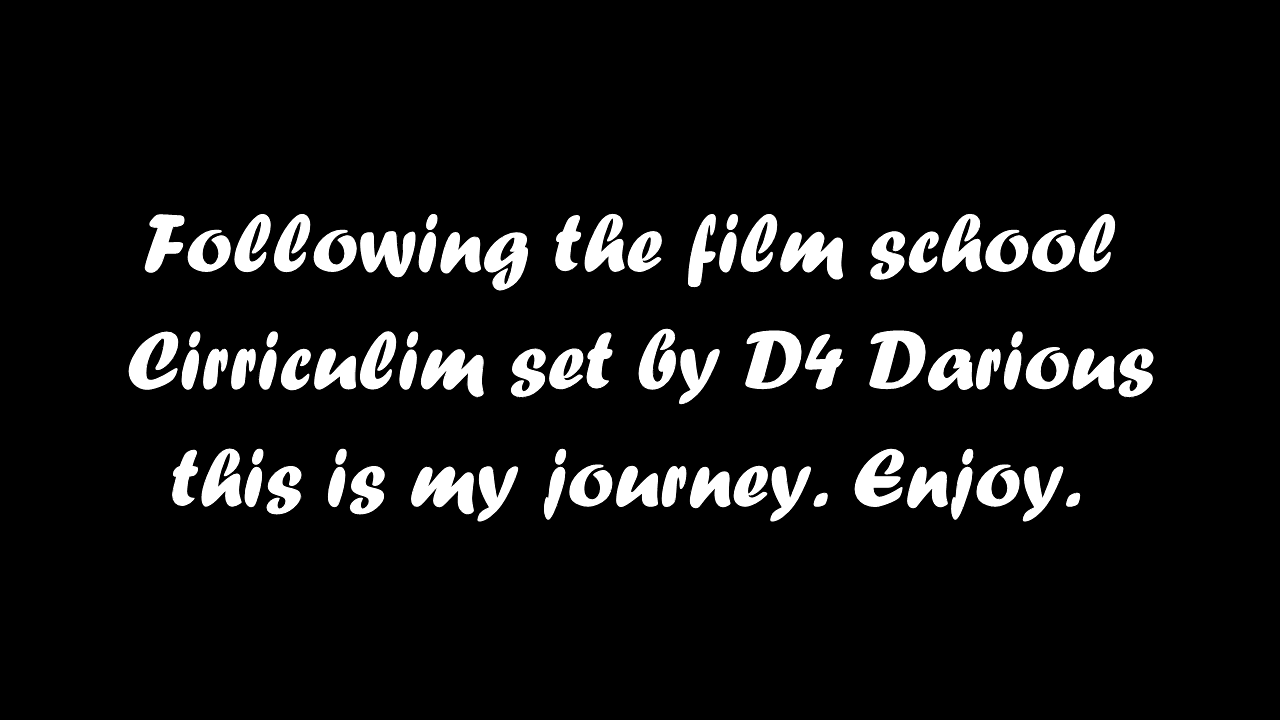 Following the film school
Cirriculim set by D4 Darious
this is my journey. Enjoy.